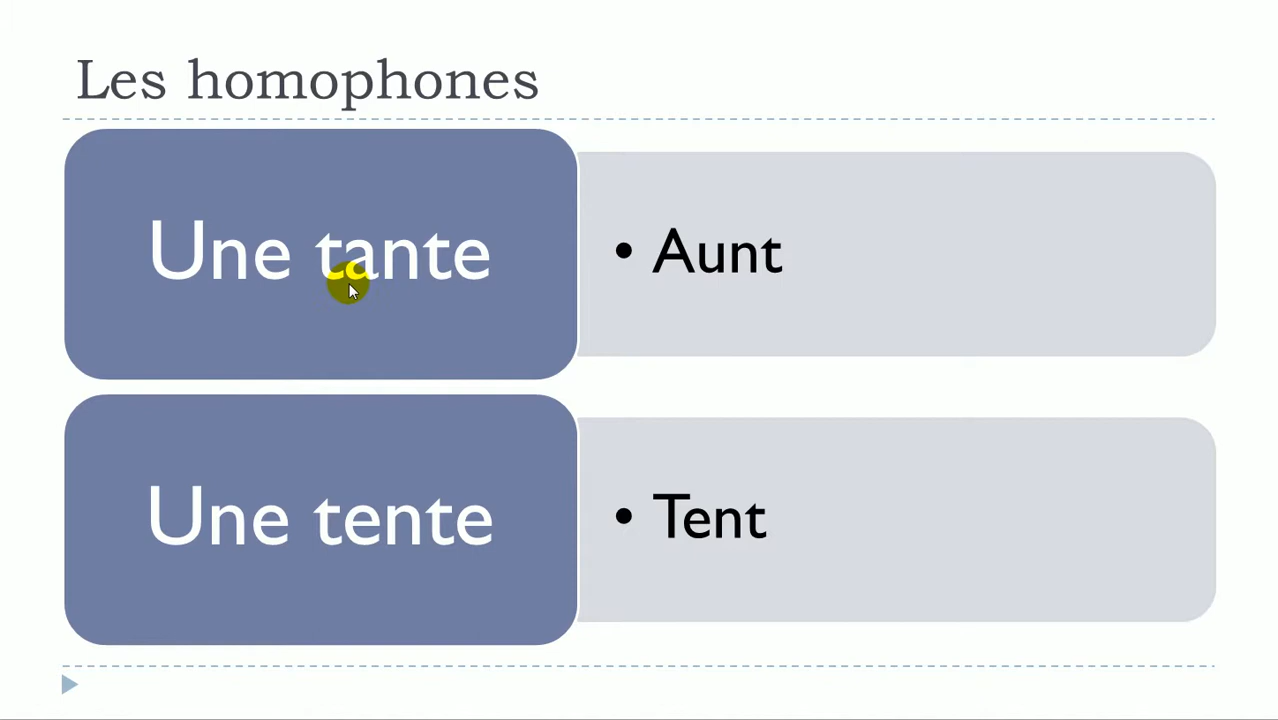 Les homophones
Une tante
• Aunt
Une tente
• Tent